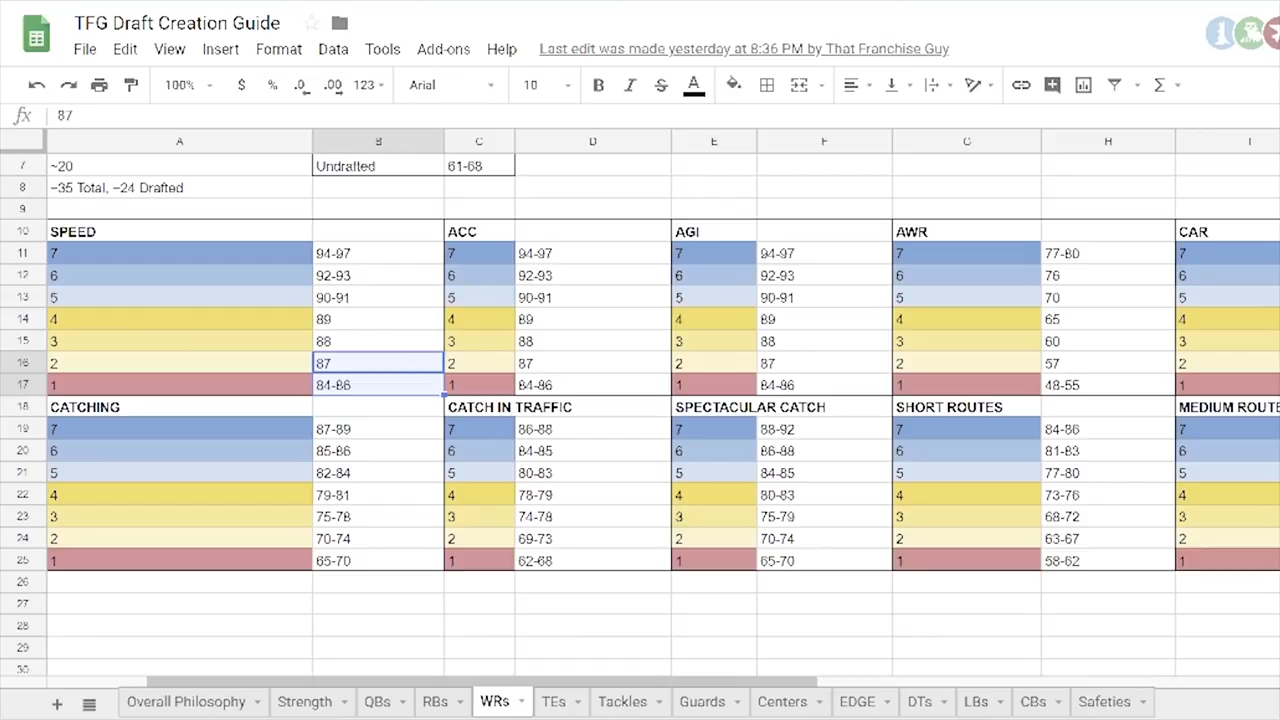 TFG Draft Creation Guide
File Edit View Insert Format Data Tools Add-ons Help Last edit was made yesterday at 8:36 PM by That Franchise Guy
100% $ % .0 .00 123 Arial 10 B I S A
fx 87
A B C D E F G H I
7 ~20 Undrafted 61-68
8 ~35 Total, ~24 Drafted
9
10 SPEED ACC AGI AWR CAR
11 7 94-97 7 94-97 7 94-97 7 77-80 7
12 6 92-93 6 92-93 6 92-93 6 76 6
13 5 90-91 5 90-91 5 90-91 5 70 5
14 4 89 4 89 4 89 4 65 4
15 3 88 3 88 3 88 3 60 3
16 2 87 2 87 2 87 2 57 2
17 1 84-86 1 84-86 1 84-86 1 48-55 1
18 CATCHING CATCH IN TRAFFIC SPECTACULAR CATCH SHORT ROUTES MEDIUM ROUTE
19 7 87-89 7 86-88 7 88-92 7 84-86 7
20 6 85-86 6 84-85 6 86-88 6 81-83 6
21 5 82-84 5 80-83 5 84-85 5 77-80 5
22 4 79-81 4 78-79 4 80-83 4 73-76 4
23 3 75-78 3 74-78 3 75-79 3 68-72 3
24 2 70-74 2 69-73 2 70-74 2 63-67 2
25 1 65-70 1 62-68 1 65-70 1 58-62 1
26
27
28
29
30
+ Overall Philosophy Strength QBs RBs WRs TEs Tackles Guards Centers EDGE DTs LBs CBs Safeties